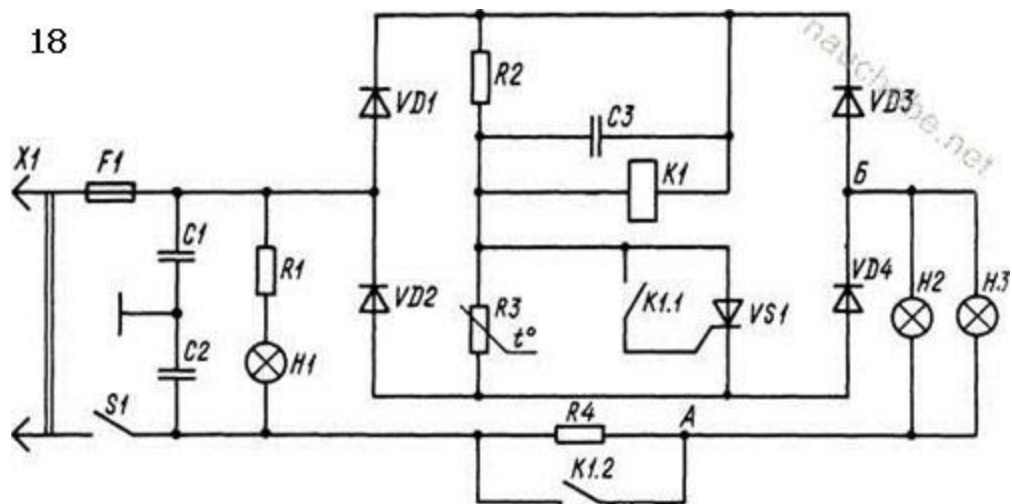 18
nauchebe.net
R2
VD1
VD3
C3
X1
F1
K1
Б
C1
R1
VD2
R3
t°
K1.1
VS1
VD4
H2
H3
C2
H1
S1
R4
A
K1.2